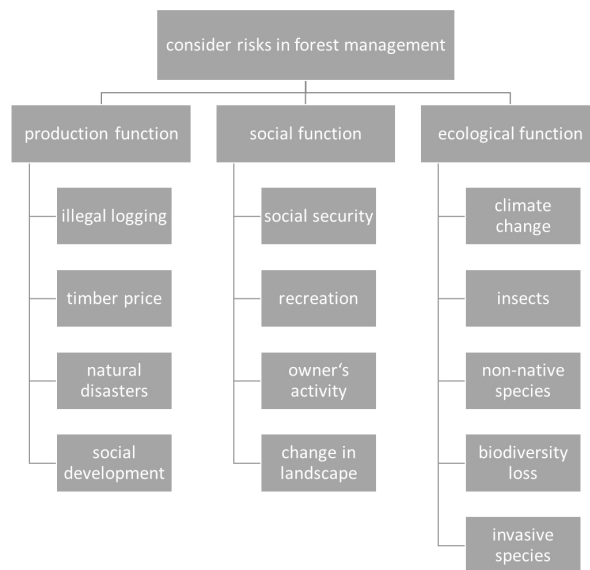 consider risks in forest management
production function
social function
ecological function
illegal logging
timber price
natural
disasters
social
development
social security
recreation
owner‘s
activity
change in
landscape
climate
change
insects
non-native
species
biodiversity
loss
invasive
species